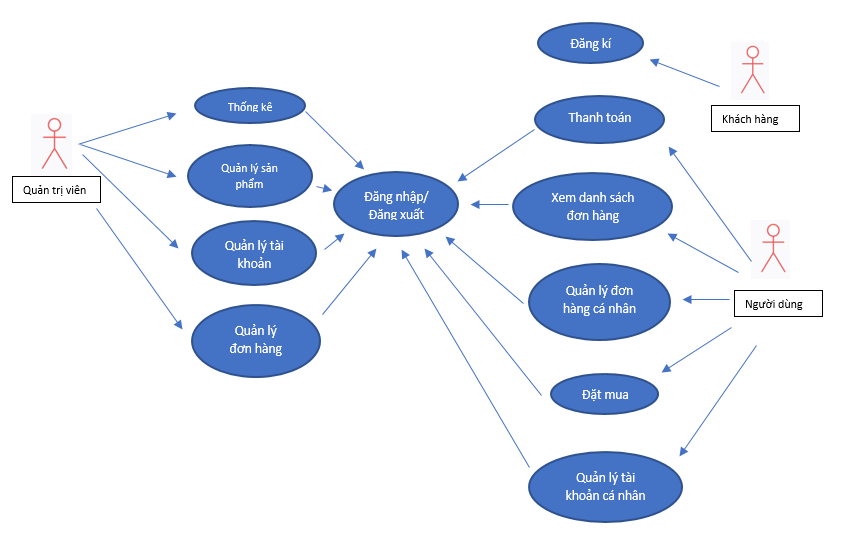 Đăng kí
Khách hàng
Thống kê
Thanh toán
Quản trị viên
Quản lý sản
phẩm
Đăng nhập/
Đăng xuất
Xem danh sách
đơn hàng
Quản lý tài
khoản
Quản lý đơn
hàng cá nhân
Người dùng
Quản lý
đơn hàng
Đặt mua
Quản lý tài
khoản cá nhân